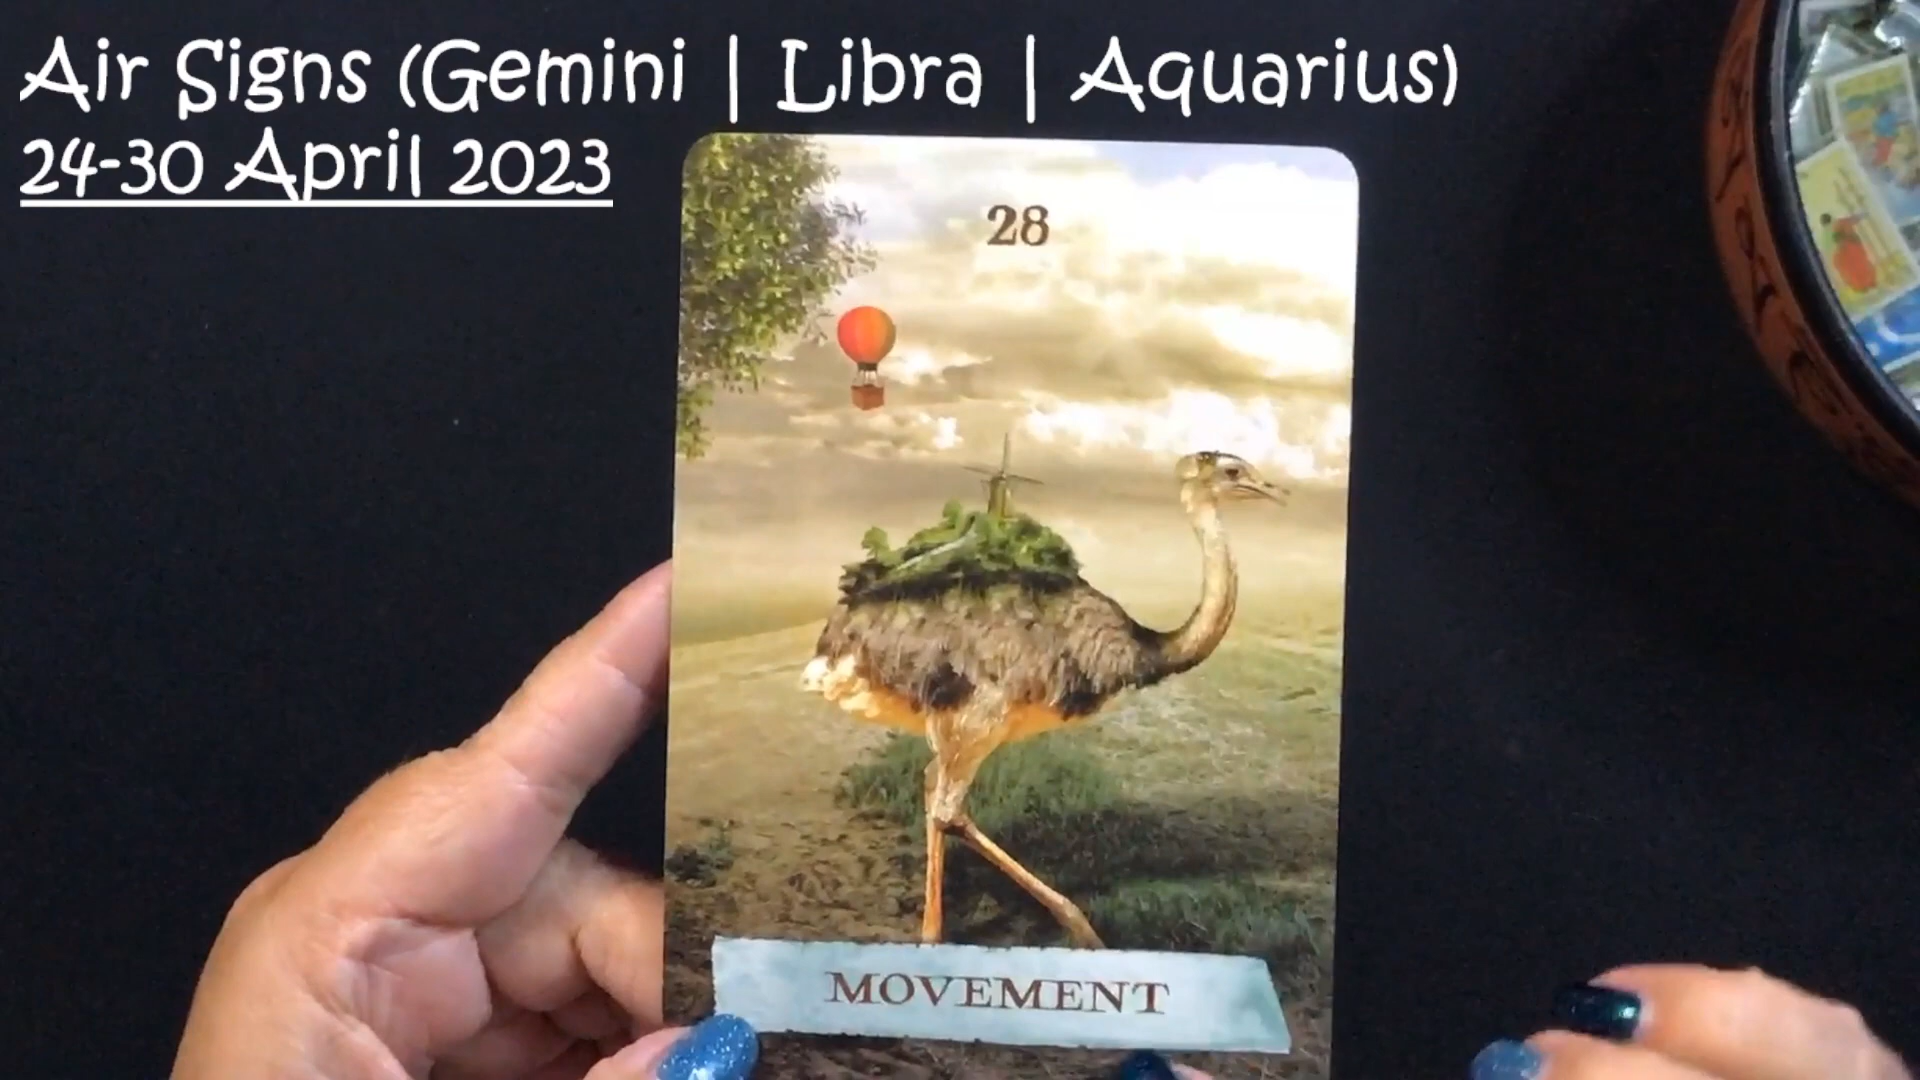 Air Signs (Gemini | Libra | Aquarius)
24-30 April 2023
28
MOVEMENT